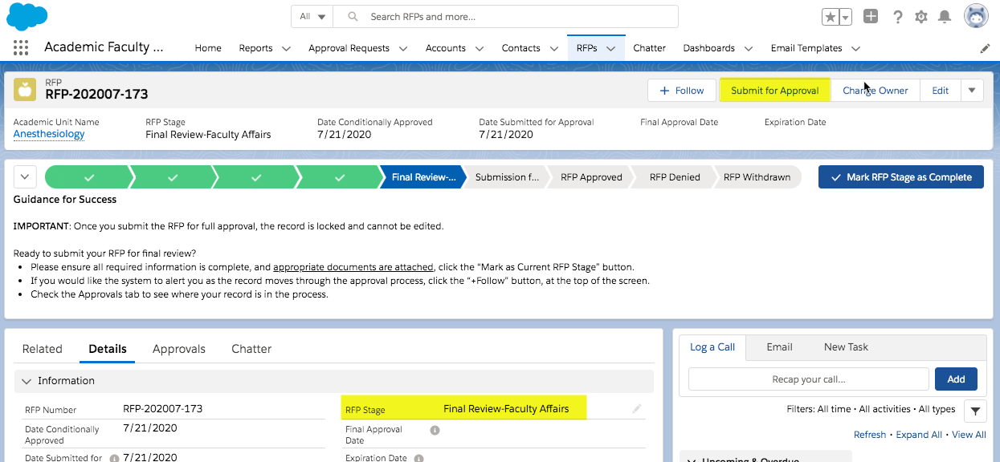 All
Search RFPs and more...
Academic Faculty ...
Home Reports Approval Requests Accounts Contacts RFPs Chatter Dashboards Email Templates
RFP
RFP-202007-173
+ Follow Submit for Approval Change Owner Edit
Academic Unit Name RFP Stage Date Conditionally Approved Date Submitted for Approval Final Approval Date Expiration Date
Anesthesiology Final Review-Faculty Affairs 7/21/2020 7/21/2020
Final Review-... Submission f... RFP Approved RFP Denied RFP Withdrawn Mark RFP Stage as Complete
Guidance for Success
IMPORTANT: Once you submit the RFP for full approval, the record is locked and cannot be edited.
Ready to submit your RFP for final review?
• Please ensure all required information is complete, and appropriate documents are attached, click the “Mark as Current RFP Stage” button.
• If you would like the system to alert you as the record moves through the approval process, click the “+Follow” button, at the top of the screen.
• Check the Approvals tab to see where your record is in the process.
Related Details Approvals Chatter
Information
RFP Number RFP-202007-173
RFP Stage Final Review-Faculty Affairs
Date Conditionally Approved 7/21/2020
Final Approval Date
Date Submitted for 7/21/2020
Expiration Date
Log a Call Email New Task
Recap your call... Add
Filters: All time • All activities • All types
Refresh • Expand All • View All
Upcoming & Overdue